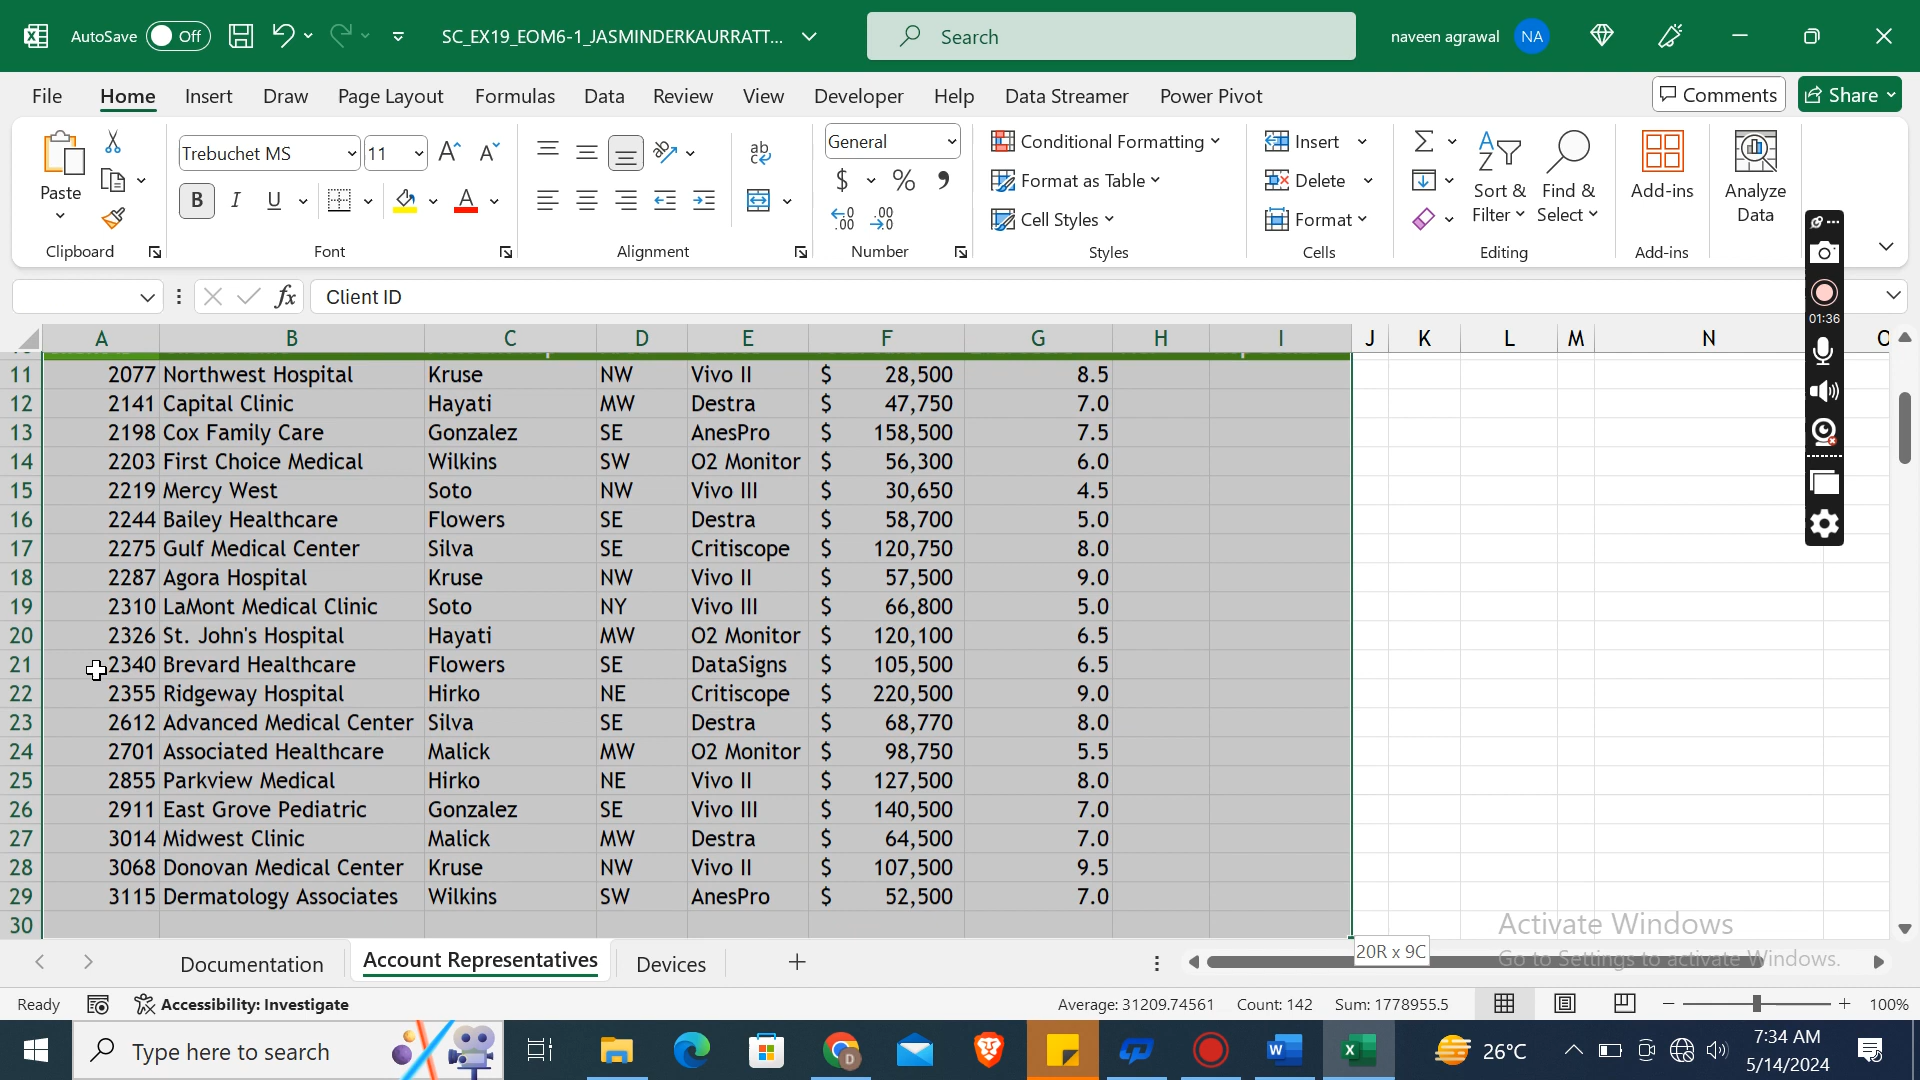 AutoSave Off SC_EX19_EOM6-1_JASMINDERKAURRATT... Search naveen agrawal NA
File Home Insert Draw Page Layout Formulas Data Review View Developer Help Data Streamer Power Pivot Comments Share
Paste Trebuchet MS 11 General Conditional Formatting Format as Table Cell Styles Insert Delete Format Sort & Filter Find & Select Add-ins Analyze Data
Clipboard Font Alignment Number Styles Cells Editing Add-ins
Client ID
01:36
A B C D E F G H I J K L M N O
11 2077 Northwest Hospital Kruse NW Vivo II $ 28,500 8.5
12 2141 Capital Clinic Hayati MW Destra $ 47,750 7.0
13 2198 Cox Family Care Gonzalez SE AnesPro $ 158,500 7.5
14 2203 First Choice Medical Wilkins SW O2 Monitor $ 56,300 6.0
15 2219 Mercy West Soto NW Vivo III $ 30,650 4.5
16 2244 Bailey Healthcare Flowers SE Destra $ 58,700 5.0
17 2275 Gulf Medical Center Silva SE Critiscope $ 120,750 8.0
18 2287 Agora Hospital Kruse NW Vivo II $ 57,500 9.0
19 2310 LaMont Medical Clinic Soto NY Vivo III $ 66,800 5.0
20 2326 St. John's Hospital Hayati MW O2 Monitor $ 120,100 6.5
21 2340 Brevard Healthcare Flowers SE DataSigns $ 105,500 6.5
22 2355 Ridgeway Hospital Hirko NE Critiscope $ 220,500 9.0
23 2612 Advanced Medical Center Silva SE Destra $ 68,770 8.0
24 2701 Associated Healthcare Malick MW O2 Monitor $ 98,750 5.5
25 2855 Parkview Medical Hirko NE Vivo II $ 127,500 8.0
26 2911 East Grove Pediatric Gonzalez SE Vivo III $ 140,500 7.0
27 3014 Midwest Clinic Malick MW Destra $ 64,500 7.0
28 3068 Donovan Medical Center Kruse NW Vivo II $ 107,500 9.5
29 3115 Dermatology Associates Wilkins SW AnesPro $ 52,500 7.0
30
Activate Windows
Go to Settings to activate Windows.
20R x 9C
Documentation Account Representatives Devices
Ready Accessibility: Investigate Average: 31209.74561 Count: 142 Sum: 1778955.5 100%
Type here to search 26°C 7:34 AM
5/14/2024